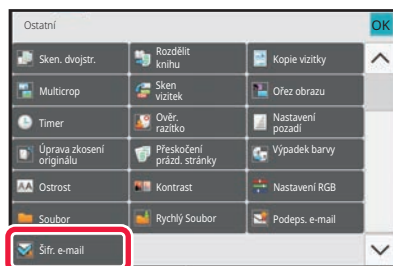 Ostatní
OK
Sken. dvojstr.
Rozdělit
knihu
Kopie vizitky
Multicrop
Sken
vizitek
Ořez obrazu
Timer
Ověr.
razítko
Nastavení
pozadí
Úprava zkosení
originálu
Přeskočení
prázd. stránky
Výpadek barvy
AA Ostrost
Kontrast
Nastavení RGB
Soubor
Rychlý Soubor
Podeps. e-mail
Šifr. e-mail